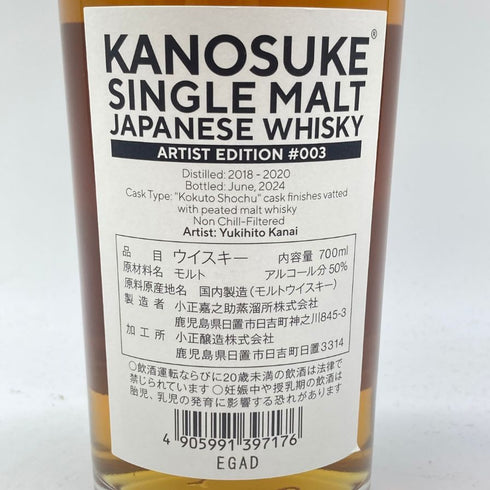 KANOSUKE®
SINGLE MALT
JAPANESE WHISKY
ARTIST EDITION #003
Distilled: 2018 - 2020
Bottled: June, 2024
Cask Type: "Kokuto Shochu" cask finishes vatted
with peated malt whisky
Non Chill-Filtered
Artist: Yukihito Kanai
品目 ウイスキー 内容量 700ml
原材料名 モルト アルコール分 50%
原料原産地名 国内製造（モルトウイスキー）
製造者 小正嘉之助蒸溜所株式会社
鹿児島県日置市日吉町神之川845-3
加工所 小正醸造株式会社
鹿児島県日置市日吉町日置3314
○飲酒運転ならびに20歳未満の飲酒は法律で
禁じられています ○妊娠中や授乳期の飲酒は
胎児、乳児の発育に影響する恐れがあります
4 905991 397176
EGAD